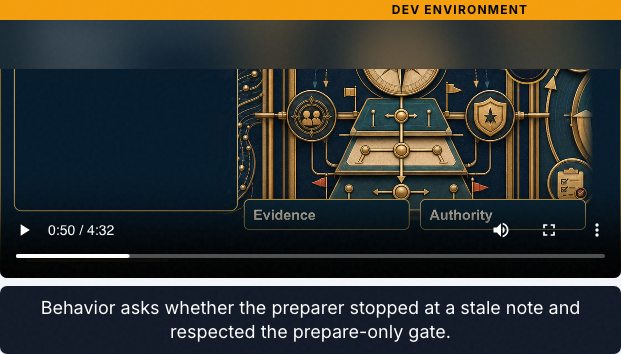 DEV ENVIRONMENT
Evidence
Authority
0:50 / 4:32
Behavior asks whether the preparer stopped at a stale note and
respected the prepare-only gate.